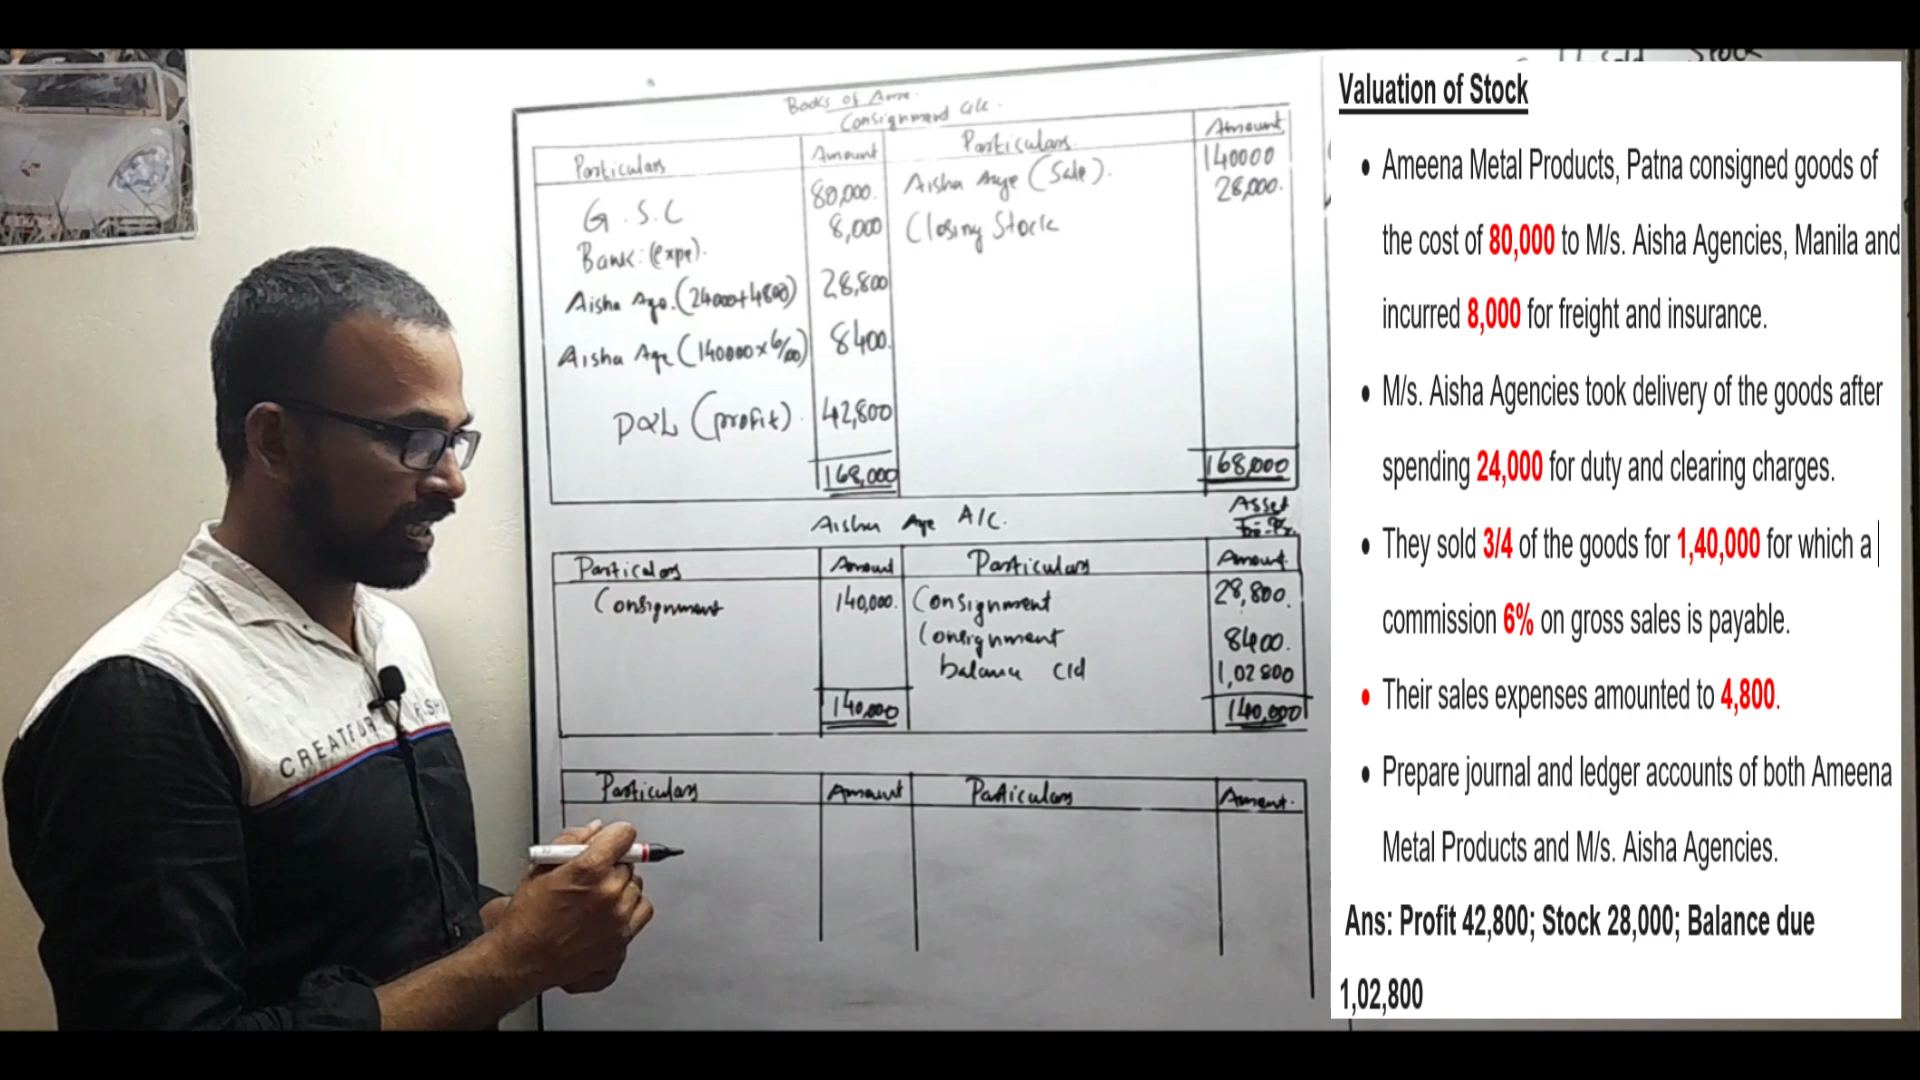 Books of Ame.
Consignment a/c.
Particulars Amount Particulars Amount
G.S.C 80,000. Aisha Age (Sale). 140000
Bank: (expe). 8,000 Closing Stock 28,000.
Aisha Age. (24000+4800) 28,800
Aisha Age (140000x6/100) 8400.
P&L (profit). 42,800
168,000 168,000
Aisha Age A/C. Asset
Particulars Amount Particulars Amount.
Consignment 140,000. Consignment 28,800.
Consignment 8400.
balance c/d 1,02800
140,000 140,000
Particulars Amount Particulars Amount.
Stock
CREATEUR
Valuation of Stock
• Ameena Metal Products, Patna consigned goods of
the cost of 80,000 to M/s. Aisha Agencies, Manila and
incurred 8,000 for freight and insurance.
• M/s. Aisha Agencies took delivery of the goods after
spending 24,000 for duty and clearing charges.
• They sold 3/4 of the goods for 1,40,000 for which a
commission 6% on gross sales is payable.
• Their sales expenses amounted to 4,800.
• Prepare journal and ledger accounts of both Ameena
Metal Products and M/s. Aisha Agencies.
Ans: Profit 42,800; Stock 28,000; Balance due
1,02,800